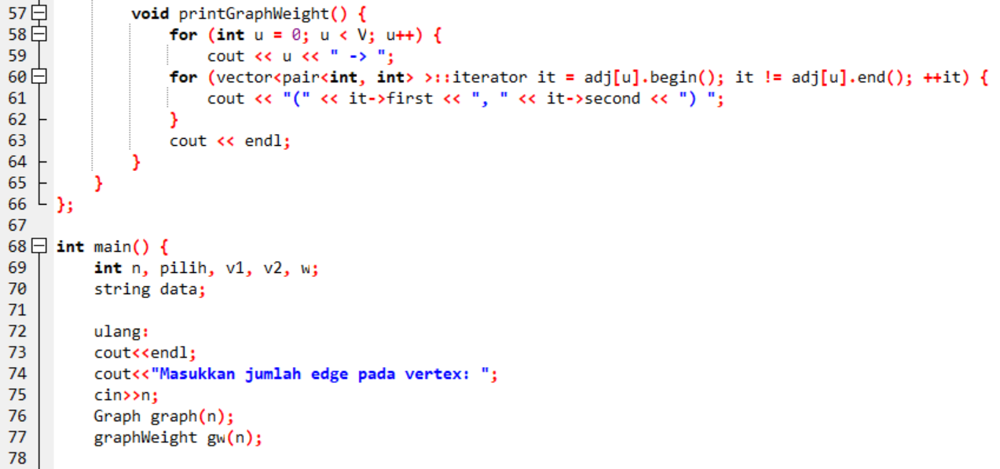 57 void printGraphWeight() {
58 for (int u = 0; u < V; u++) {
59 cout << u << " -> ";
60 for (vector<pair<int, int> >::iterator it = adj[u].begin(); it != adj[u].end(); ++it) {
61 cout << "(" << it->first << ", " << it->second << ") ";
62 }
63 cout << endl;
64 }
65 }
66 };
67
68 int main() {
69 int n, pilih, v1, v2, w;
70 string data;
71
72 ulang:
73 cout<<endl;
74 cout<<"Masukkan jumlah edge pada vertex: ";
75 cin>>n;
76 Graph graph(n);
77 graphWeight gw(n);
78